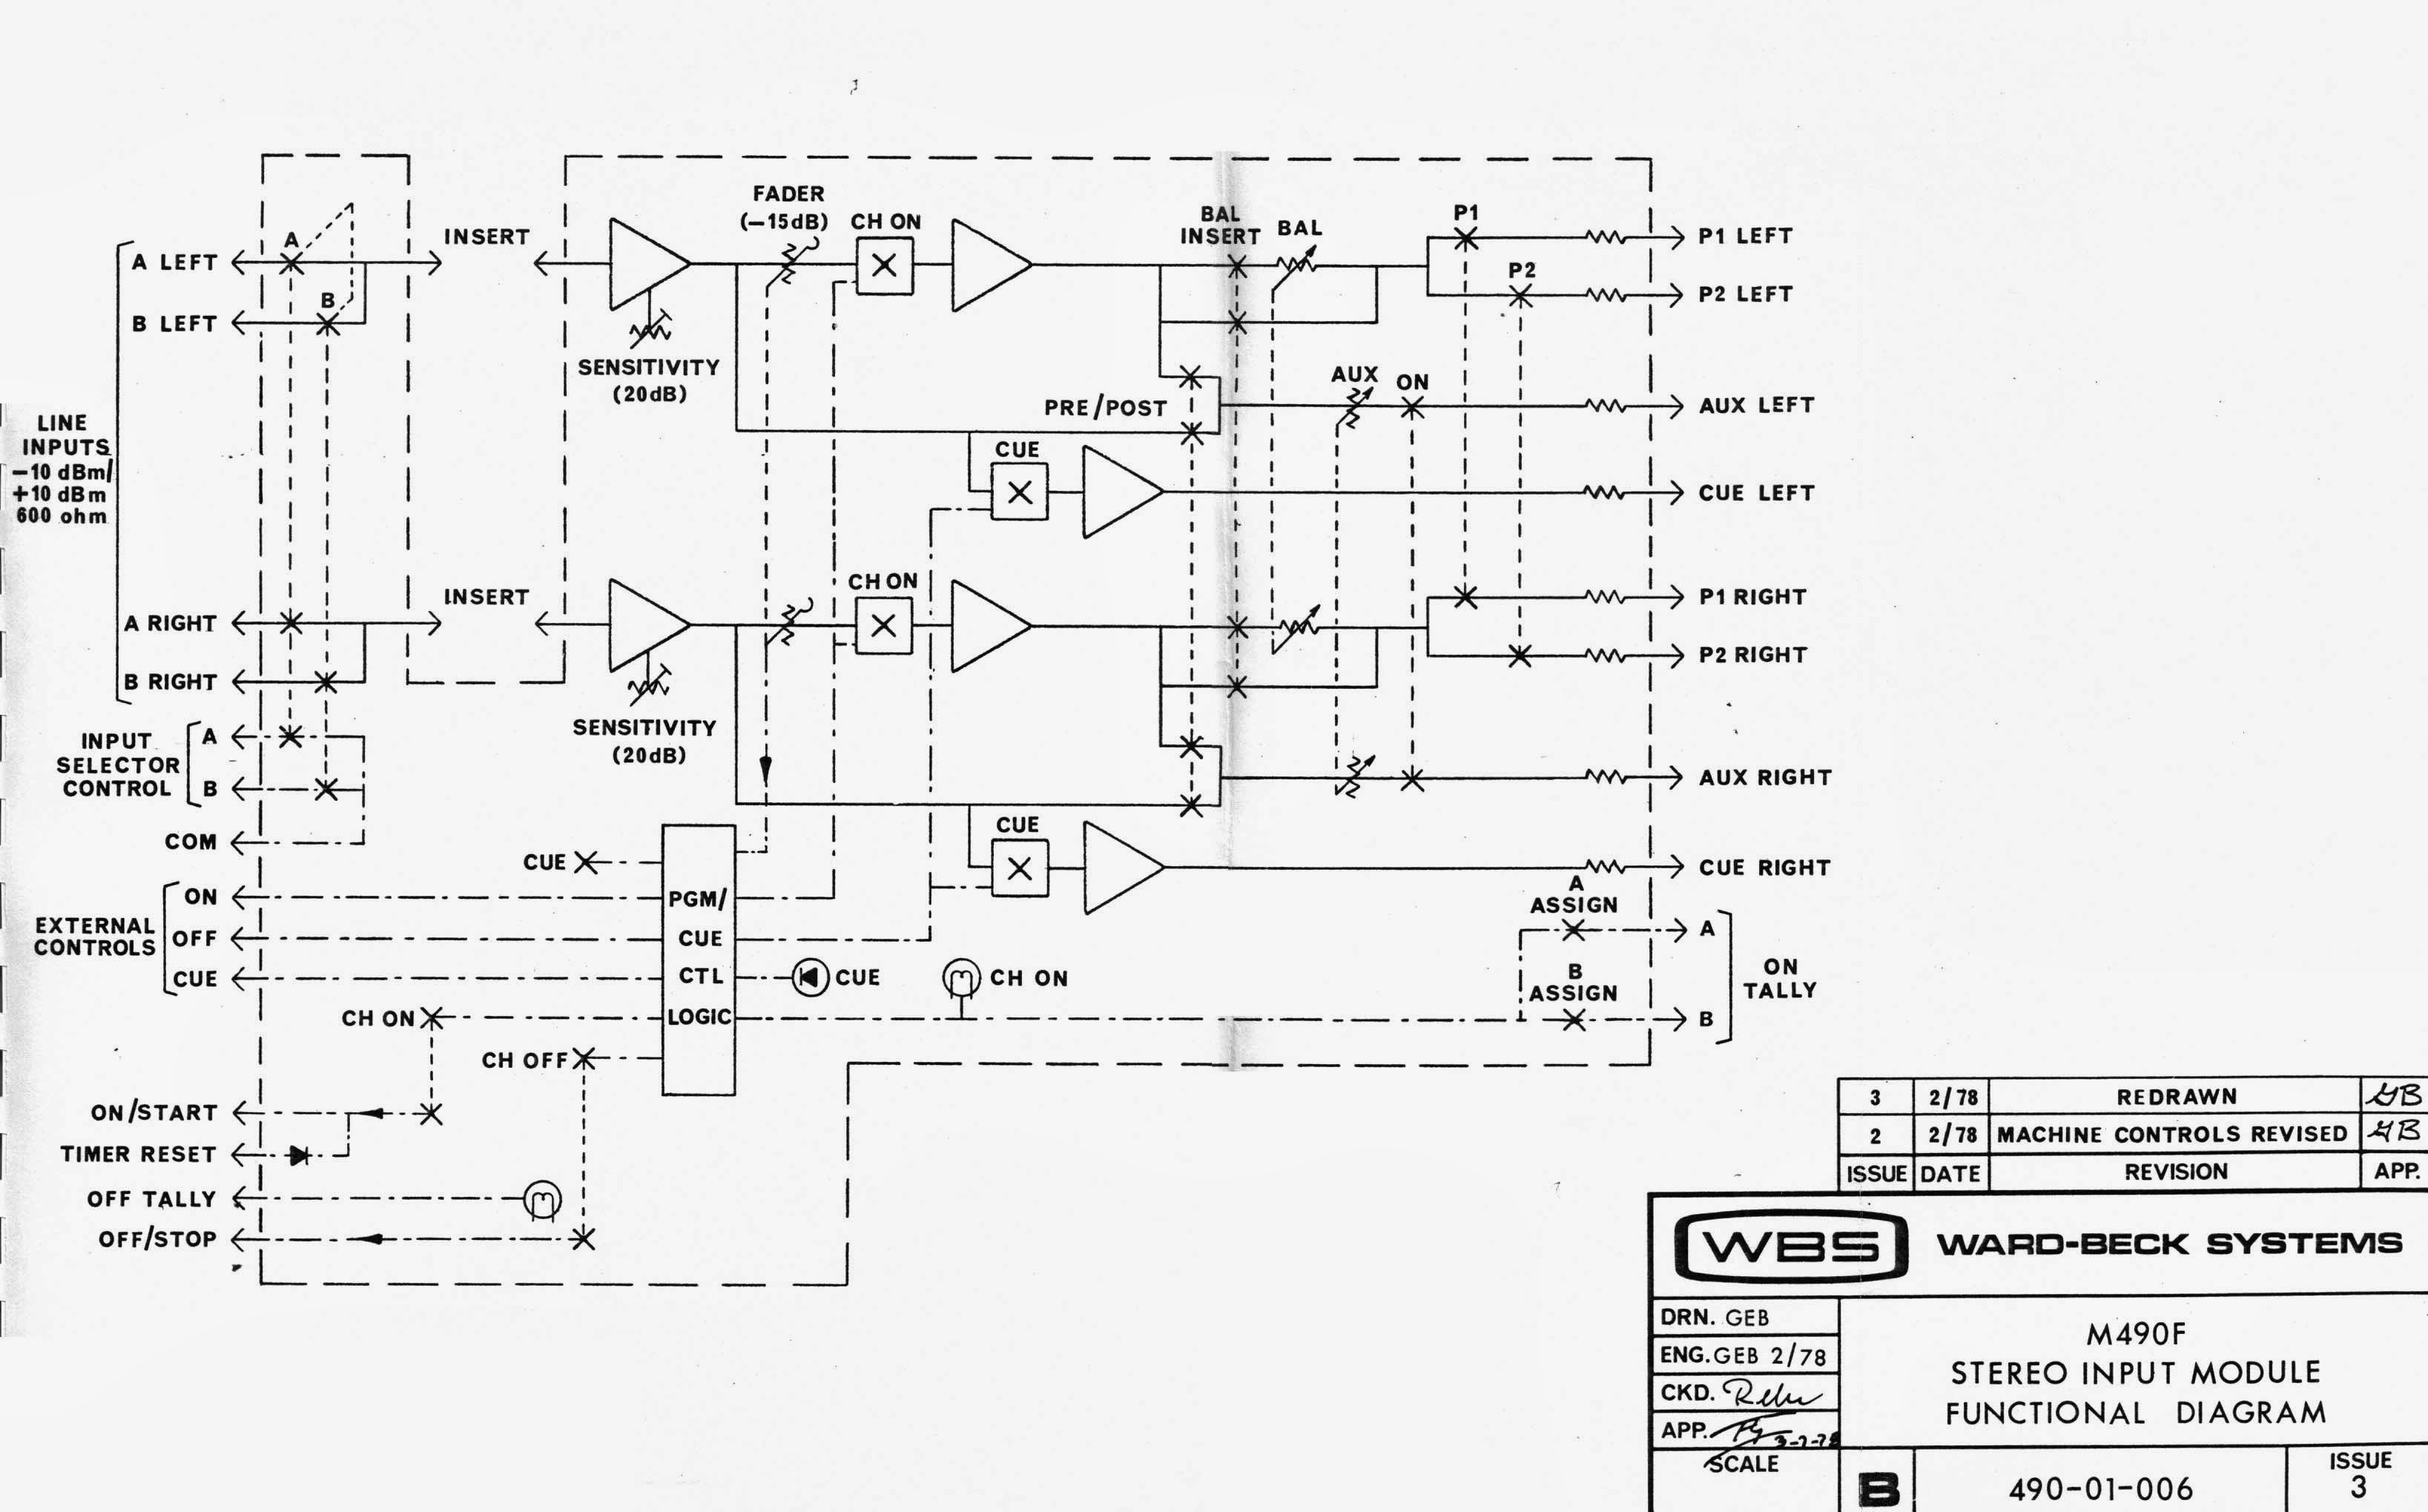 FADER
(−15dB)
CH ON
BAL
INSERT
BAL
P1
P2
A
B
INSERT
A LEFT
B LEFT
P1 LEFT
P2 LEFT
SENSITIVITY
(20dB)
PRE/POST
AUX
ON
AUX LEFT
CUE
CUE LEFT
LINE
INPUTS
−10 dBm/
+10 dBm
600 ohm
A RIGHT
B RIGHT
INSERT
CH ON
P1 RIGHT
P2 RIGHT
SENSITIVITY
(20dB)
AUX RIGHT
INPUT
SELECTOR
CONTROL
A
B
COM
CUE
CUE
CUE RIGHT
EXTERNAL
CONTROLS
ON
OFF
CUE
PGM/
CUE
CTL
LOGIC
CUE
CH ON
A
ASSIGN
B
ASSIGN
A
B
ON
TALLY
CH ON
CH OFF
ON/START
TIMER RESET
OFF TALLY
OFF/STOP
3 2/78 REDRAWN GB
2 2/78 MACHINE CONTROLS REVISED GB
ISSUE DATE REVISION APP.
WBS WARD-BECK SYSTEMS
DRN. GEB
ENG. GEB 2/78
CKD.
APP. 3-7-78
SCALE
M490F
STEREO INPUT MODULE
FUNCTIONAL DIAGRAM
B
490-01-006
ISSUE
3